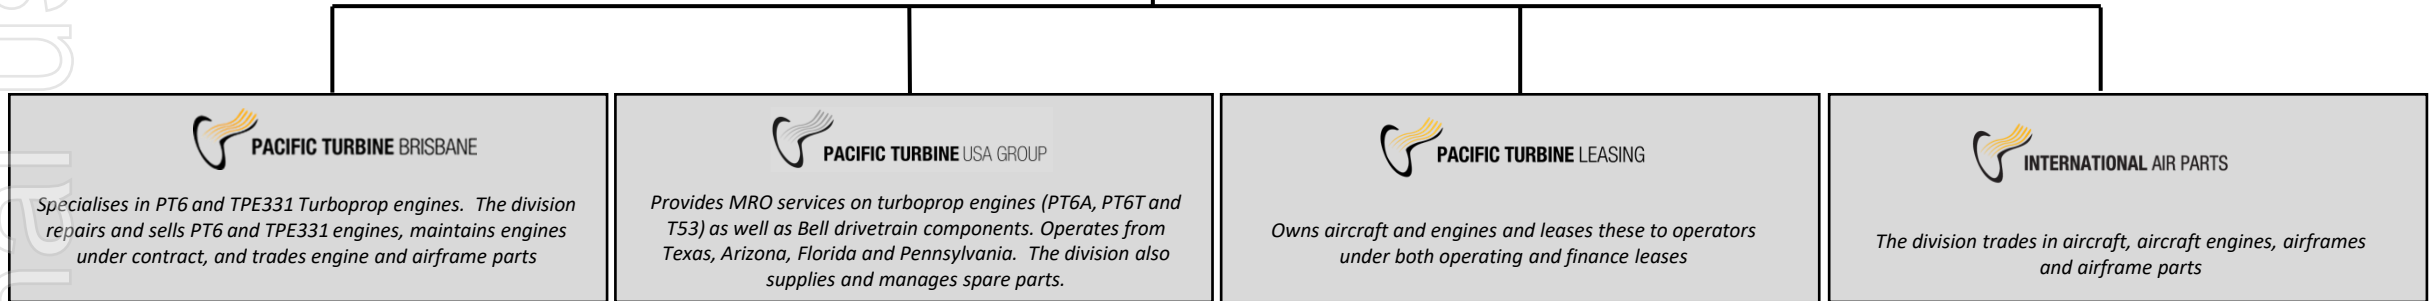 PACIFIC TURBINE BRISBANE
Specialises in PT6 and TPE331 Turboprop engines. The division
repairs and sells PT6 and TPE331 engines, maintains engines
under contract, and trades engine and airframe parts
PACIFIC TURBINE USA GROUP
Provides MRO services on turboprop engines (PT6A, PT6T and
T53) as well as Bell drivetrain components. Operates from
Texas, Arizona, Florida and Pennsylvania. The division also
supplies and manages spare parts.
PACIFIC TURBINE LEASING
Owns aircraft and engines and leases these to operators
under both operating and finance leases
INTERNATIONAL AIR PARTS
The division trades in aircraft, aircraft engines, airframes
and airframe parts